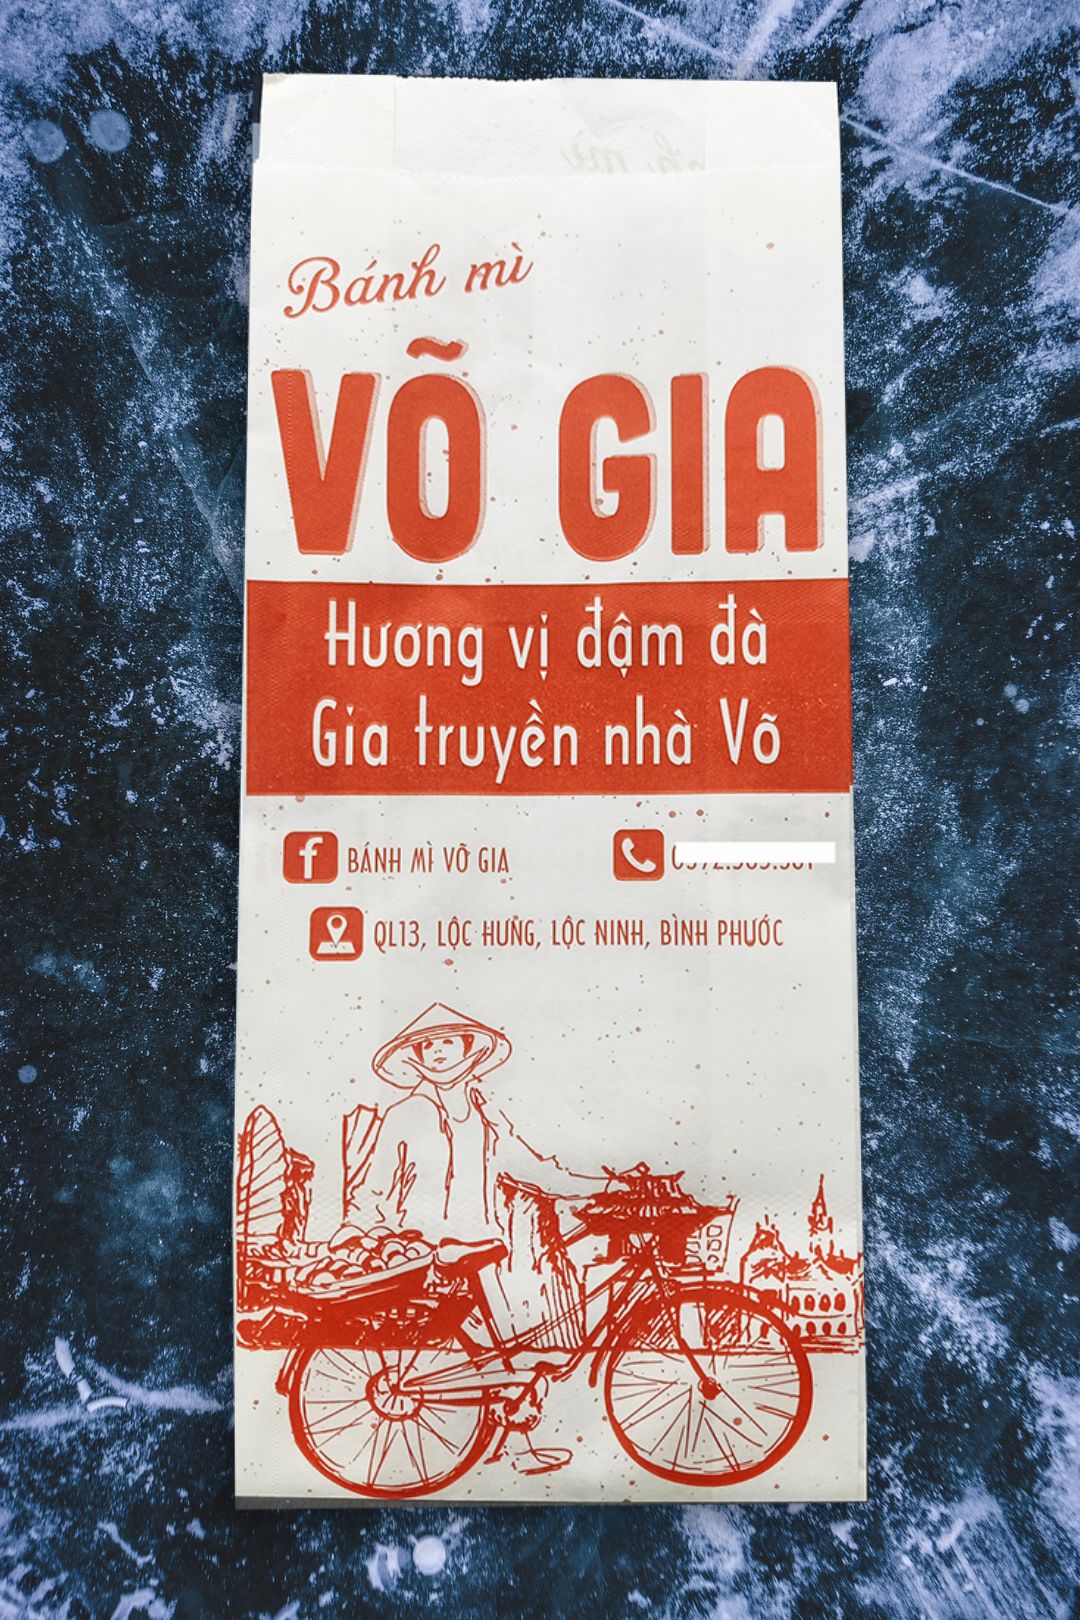 Bánh mì
VÕ GIA
Hương vị đậm đà
Gia truyền nhà Võ
BÁNH MÌ VÕ GIA
QL13, LỘC HƯNG, LỘC NINH, BÌNH PHƯỚC